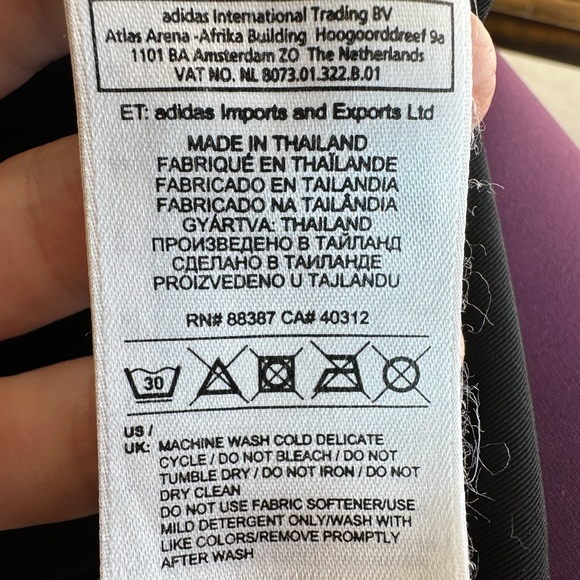 adidas International Trading BV
Atlas Arena -Afrika Building Hoogoorddreef 9a
1101 BA Amsterdam ZO The Netherlands
VAT NO. NL 8073.01.322.B.01
ET: adidas Imports and Exports Ltd
MADE IN THAILAND
FABRIQUÉ EN THAÏLANDE
FABRICADO EN TAILANDIA
FABRICADO NA TAILÂNDIA
GYÁRTVA: THAILAND
ПРОИЗВЕДЕНО В ТАЙЛАНД
СДЕЛАНО В ТАИЛАНДЕ
PROIZVEDENO U TAJLANDU
RN# 88387 CA# 40312
30
US /
UK: MACHINE WASH COLD DELICATE
CYCLE / DO NOT BLEACH / DO NOT
TUMBLE DRY / DO NOT IRON / DO NOT
DRY CLEAN
DO NOT USE FABRIC SOFTENER/USE
MILD DETERGENT ONLY/WASH WITH
LIKE COLORS/REMOVE PROMPTLY
AFTER WASH